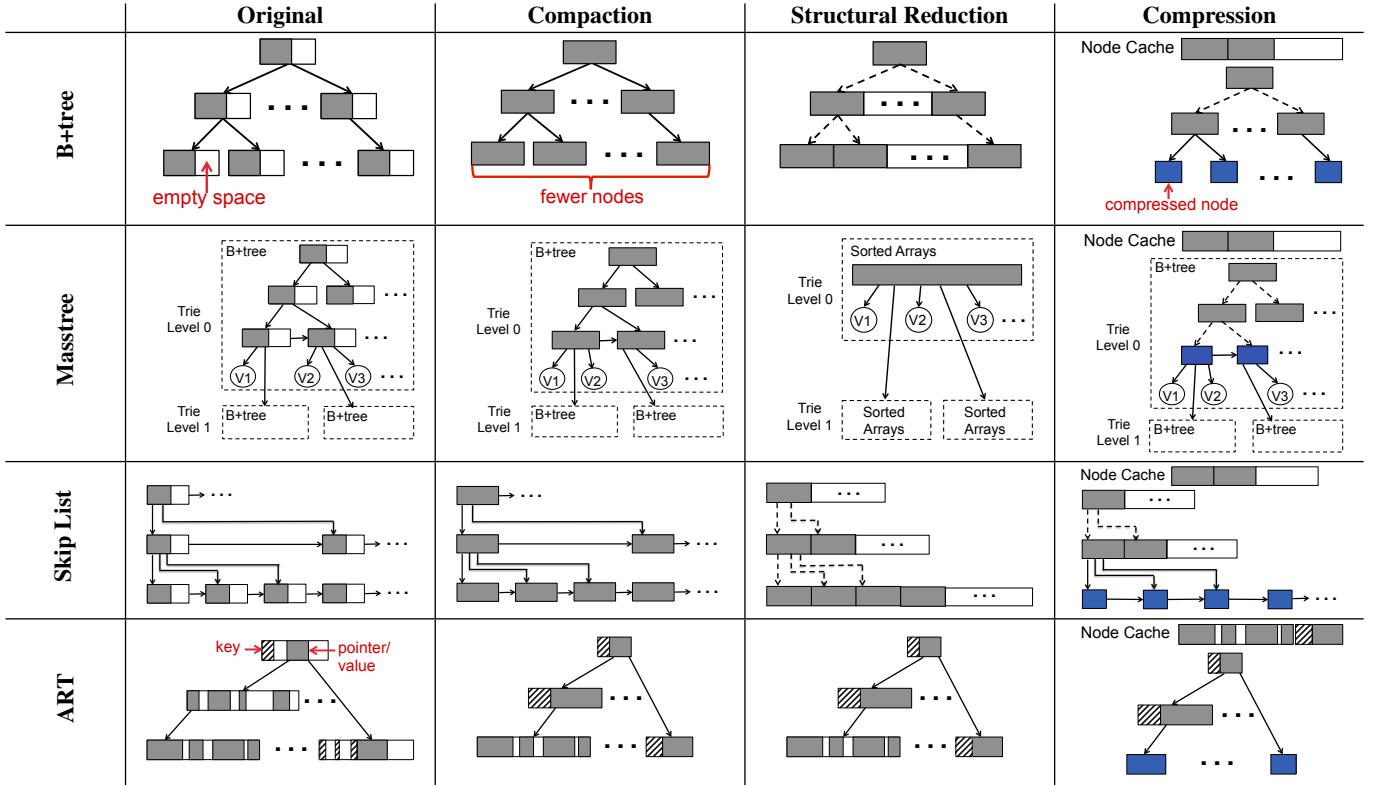 Original Compaction Structural Reduction Compression
B+tree
empty space
fewer nodes
Node Cache
compressed node
Masstree
B+tree
Trie
Level 0
V1 V2 V3
Trie
Level 1
B+tree B+tree
B+tree
Trie
Level 0
V1 V2 V3
Trie
Level 1
B+tree B+tree
Sorted Arrays
Trie
Level 0
V1 V2 V3
Trie
Level 1
Sorted
Arrays
Sorted
Arrays
Node Cache
B+tree
Trie
Level 0
V1 V2 V3
Trie
Level 1
B+tree B+tree
Skip List
Node Cache
ART
key
pointer/
value
Node Cache